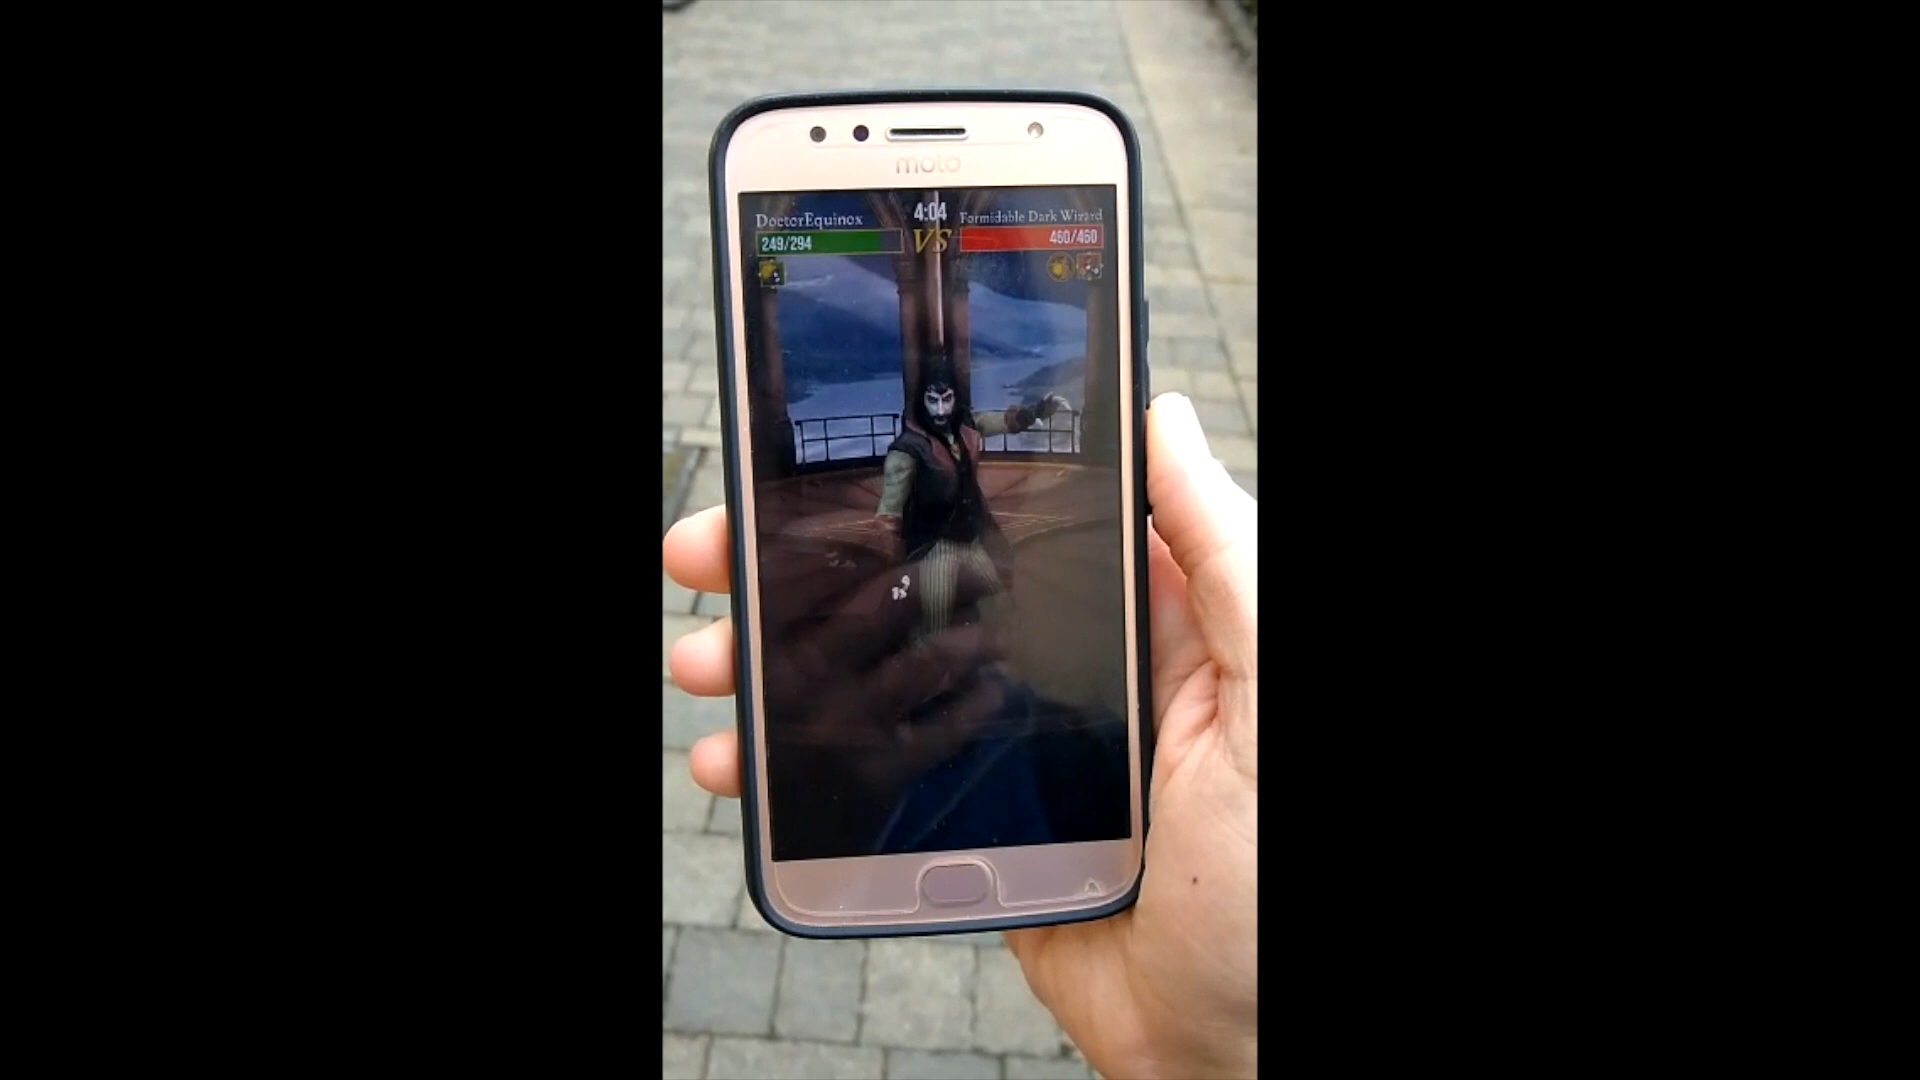 moto
DoctorEquinox
4:04
Formidable Dark Wizard
249/294
VS
460/460